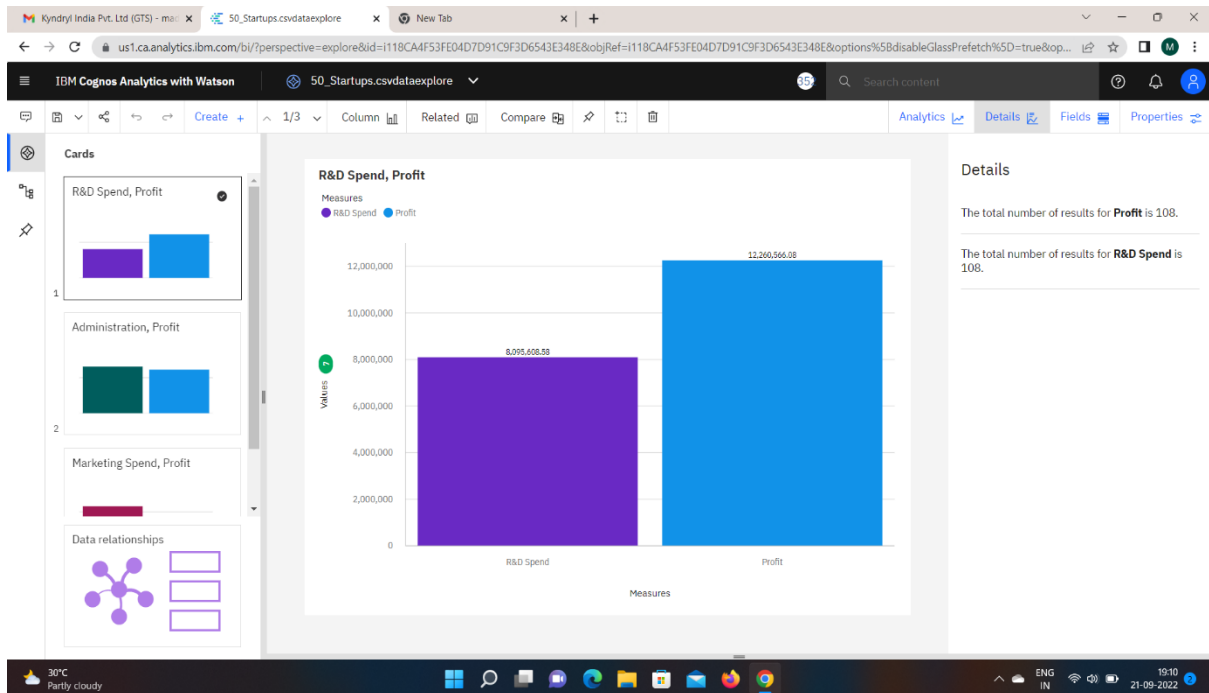 Kyndryl India Pvt. Ltd (GTS) - mac
50_Startups.csvdataexplore
New Tab
us1.ca.analytics.ibm.com/bi/?perspective=explore&id=i118CA4F53FE04D7D91C9F3D6543E348E&objRef=i118CA4F53FE04D7D91C9F3D6543E348E&options%5BdisableGlassPrefetch%5D=true&op...
M
IBM Cognos Analytics with Watson
50_Startups.csvdataexplore
Search content
Create +
1/3
Column
Related
Compare
Analytics
Details
Fields
Properties
Cards
R&D Spend, Profit
1
Administration, Profit
2
Marketing Spend, Profit
Data relationships
R&D Spend, Profit
Measures
R&D Spend
Profit
12,000,000
10,000,000
8,000,000
6,000,000
4,000,000
2,000,000
0
Values
7
8,095,608.58
12,260,566.08
R&D Spend
Profit
Measures
Details
The total number of results for Profit is 108.
The total number of results for R&D Spend is
108.
30°C
Partly cloudy
ENG
IN
19:10
21-09-2022
2